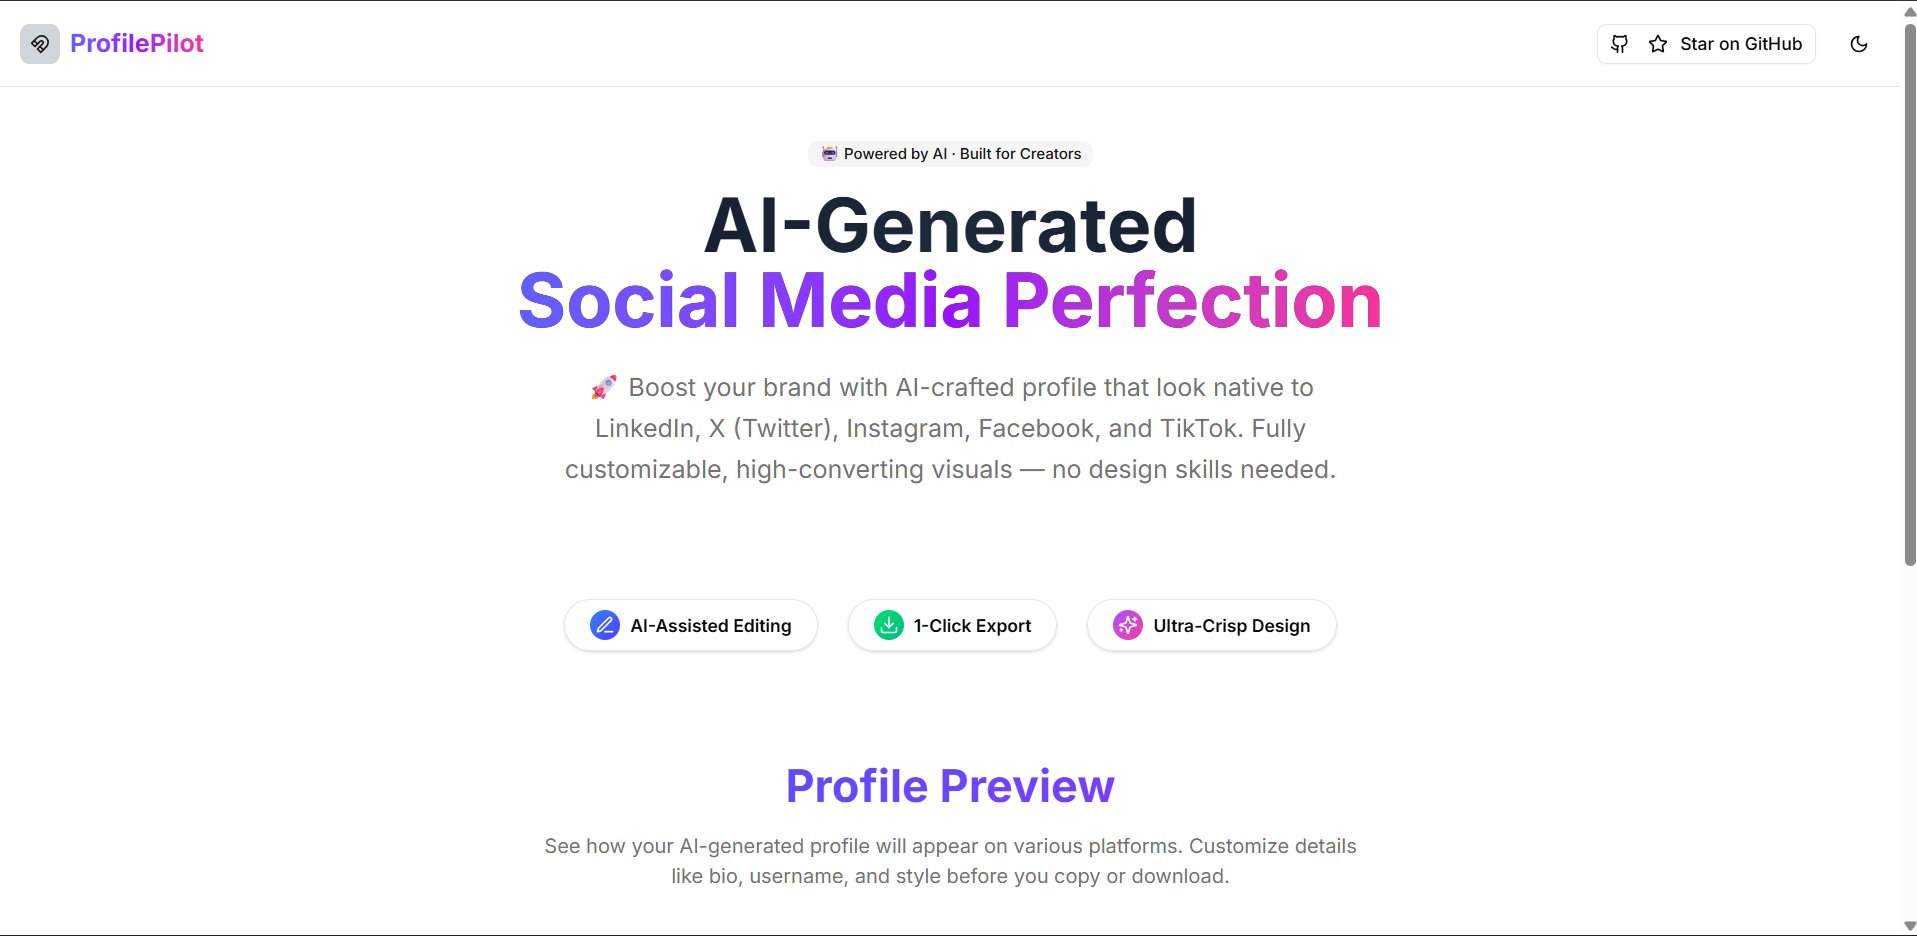 ProfilePilot
Star on GitHub
🤖 Powered by AI · Built for Creators
AI-Generated
Social Media Perfection
🚀 Boost your brand with AI-crafted profile that look native to
LinkedIn, X (Twitter), Instagram, Facebook, and TikTok. Fully
customizable, high-converting visuals — no design skills needed.
AI-Assisted Editing
1-Click Export
Ultra-Crisp Design
Profile Preview
See how your AI-generated profile will appear on various platforms. Customize details
like bio, username, and style before you copy or download.